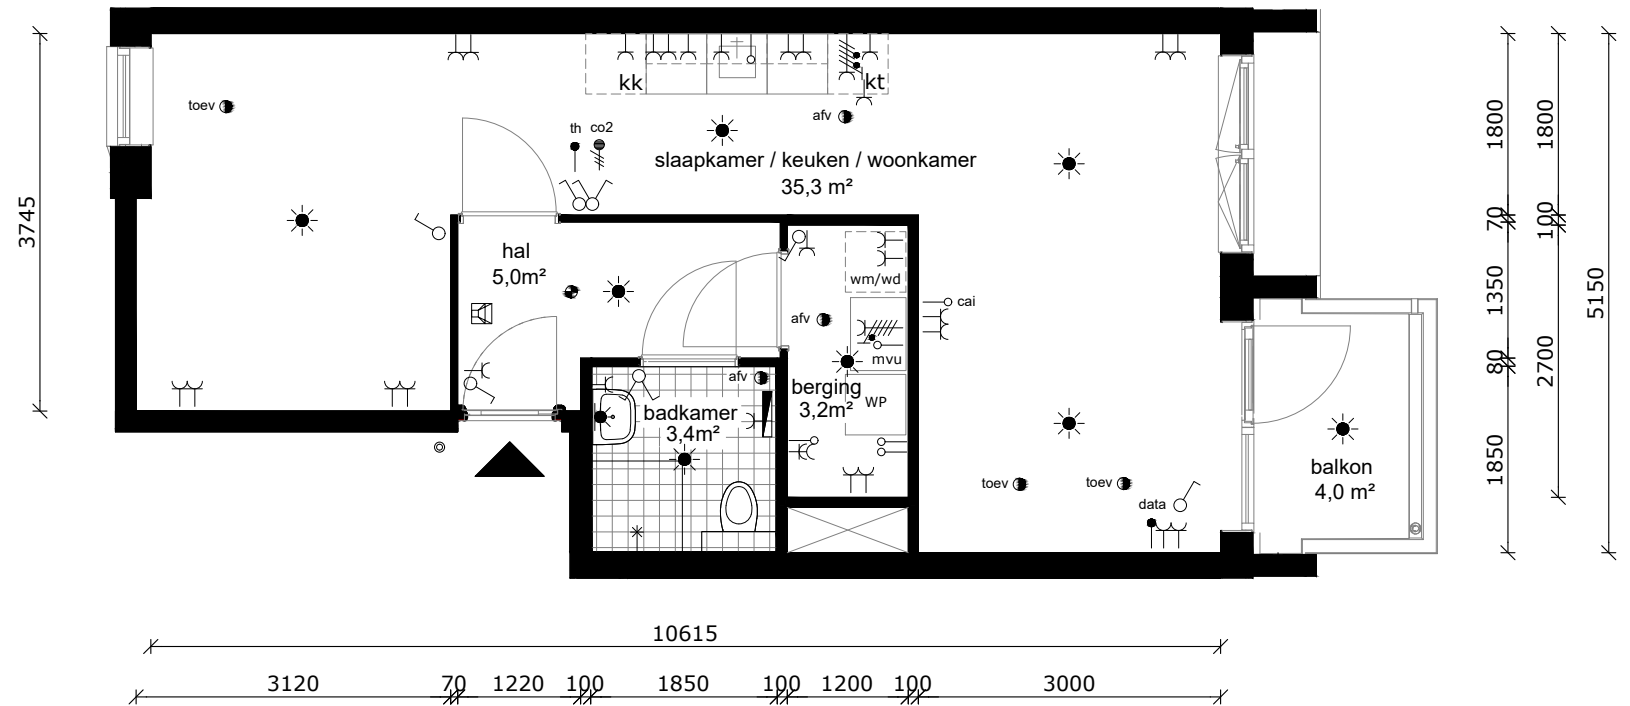 kk
kt
toev
afv
th
co2
slaapkamer / keuken / woonkamer
35,3 m²
hal
5,0m²
wm/wd
cai
afv
mvu
afv
berging
3,2m²
WP
badkamer
3,4m²
toev
toev
data
balkon
4,0 m²
3745
1800
70
1350
80
1850
1800
100
2700
5150
10615
3120
70
1220
100
1850
100
1200
100
3000